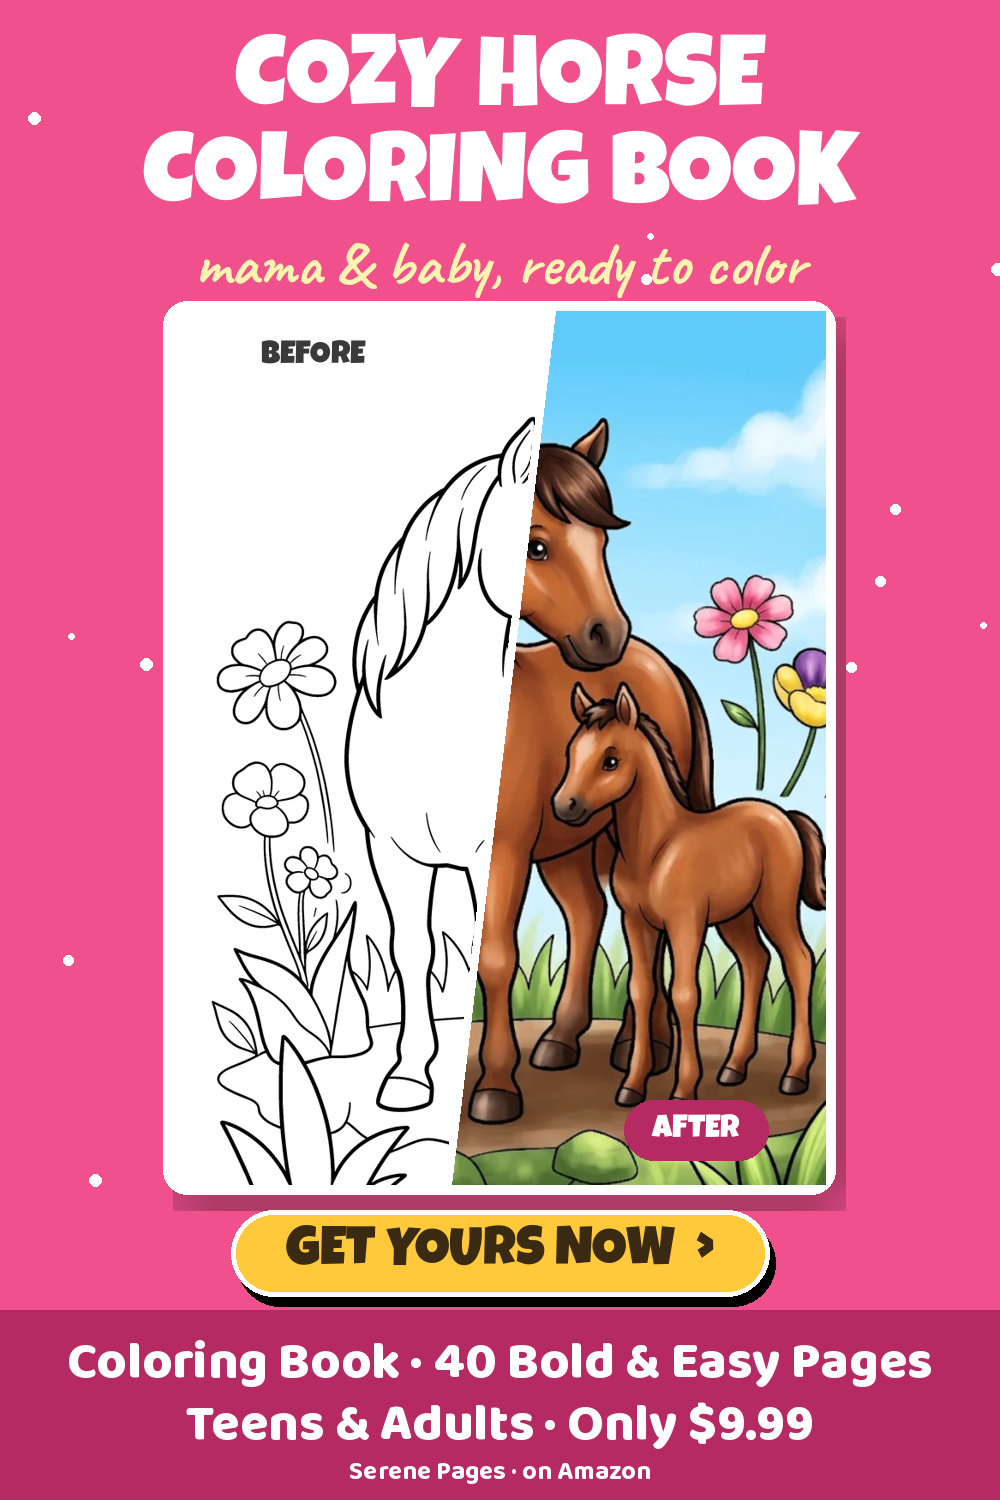 COZY HORSE
COLORING BOOK
mama & baby, ready to color
BEFORE
AFTER
GET YOURS NOW >
Coloring Book · 40 Bold & Easy Pages
Teens & Adults · Only $9.99
Serene Pages · on Amazon